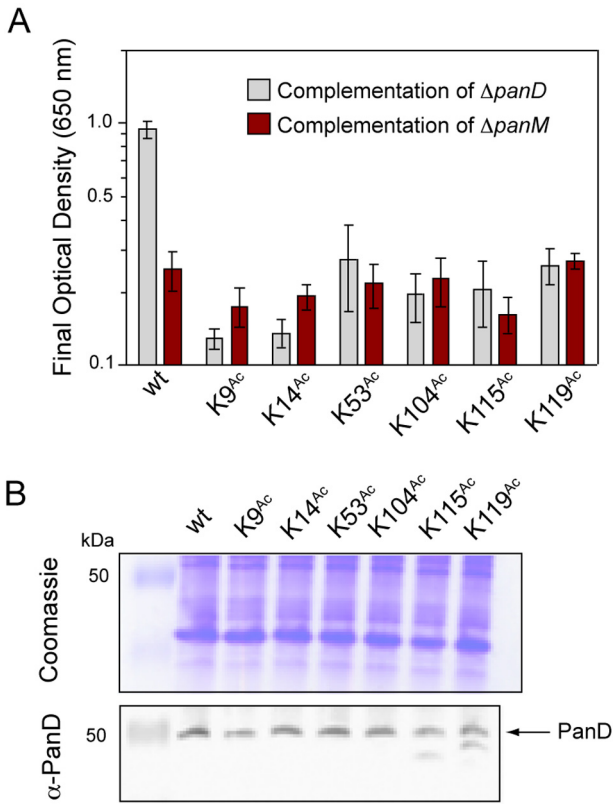 A
Final Optical Density (650 nm)
1.0
0.5
0.1
Complementation of ΔpanD
Complementation of ΔpanM
wt
K9Ac
K14Ac
K53Ac
K104Ac
K115Ac
K119Ac
B
wt
K9Ac
K14Ac
K53Ac
K104Ac
K115Ac
K119Ac
kDa
50
Coomassie
50
α-PanD
PanD